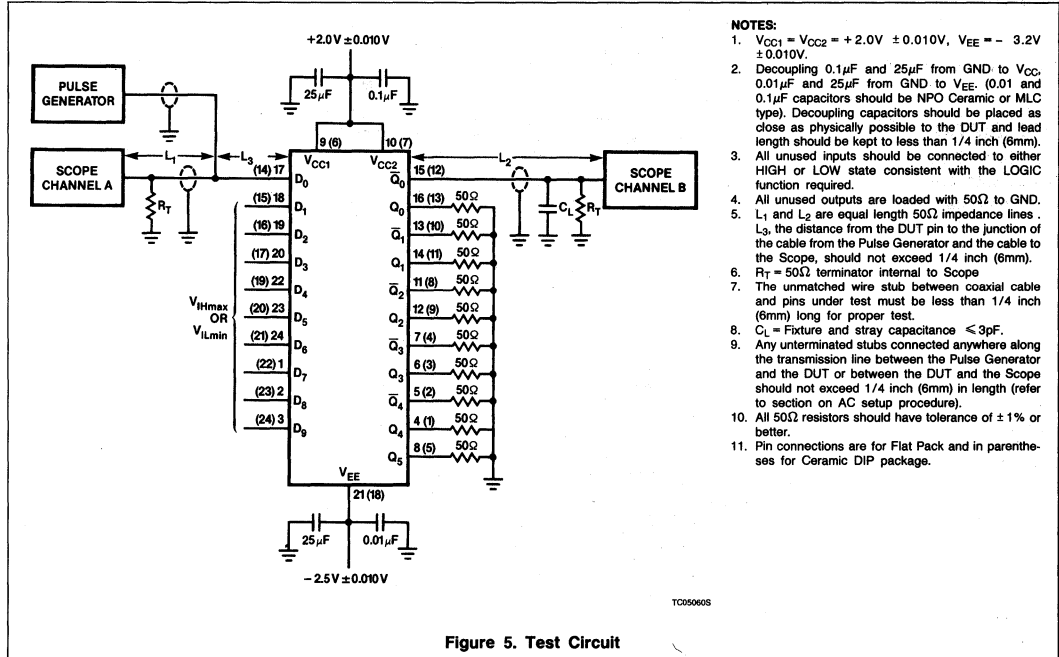 +2.0V ±0.010V
25µF
0.1µF
PULSE
GENERATOR
SCOPE
CHANNEL A
L1
L3
RT
9 (6)
10 (7)
VCC1
VCC2
L2
SCOPE
CHANNEL B
CL
RT
(14) 17
D0
(15) 18
D1
(16) 19
D2
(17) 20
D3
(19) 22
D4
(20) 23
D5
(21) 24
D6
(22) 1
D7
(23) 2
D8
(24) 3
D9
VIHmax
OR
VILmin
Q̅0
15 (12)
Q0
16 (13)
50Ω
Q̅1
13 (10)
50Ω
Q1
14 (11)
50Ω
Q̅2
11 (8)
50Ω
Q2
12 (9)
50Ω
Q̅3
7 (4)
50Ω
Q3
6 (3)
50Ω
Q̅4
5 (2)
50Ω
Q4
4 (1)
50Ω
Q5
8 (5)
50Ω
VEE
21 (18)
25µF
0.01µF
− 2.5V ±0.010V
TC05060S
NOTES:
1. VCC1 = VCC2 = + 2.0V ±0.010V, VEE = − 3.2V
±0.010V.
2. Decoupling 0.1µF and 25µF from GND to VCC,
0.01µF and 25µF from GND to VEE. (0.01 and
0.1µF capacitors should be NPO Ceramic or MLC
type). Decoupling capacitors should be placed as
close as physically possible to the DUT and lead
length should be kept to less than 1/4 inch (6mm).
3. All unused inputs should be connected to either
HIGH or LOW state consistent with the LOGIC
function required.
4. All unused outputs are loaded with 50Ω to GND.
5. L1 and L2 are equal length 50Ω impedance lines .
L3, the distance from the DUT pin to the junction of
the cable from the Pulse Generator and the cable to
the Scope, should not exceed 1/4 inch (6mm).
6. RT = 50Ω terminator internal to Scope
7. The unmatched wire stub between coaxial cable
and pins under test must be less than 1/4 inch
(6mm) long for proper test.
8. CL = Fixture and stray capacitance ≤ 3pF.
9. Any unterminated stubs connected anywhere along
the transmission line between the Pulse Generator
and the DUT or between the DUT and the Scope
should not exceed 1/4 inch (6mm) in length (refer
to section on AC setup procedure).
10. All 50Ω resistors should have tolerance of ± 1% or
better.
11. Pin connections are for Flat Pack and in parenthe-
ses for Ceramic DIP package.
Figure 5. Test Circuit